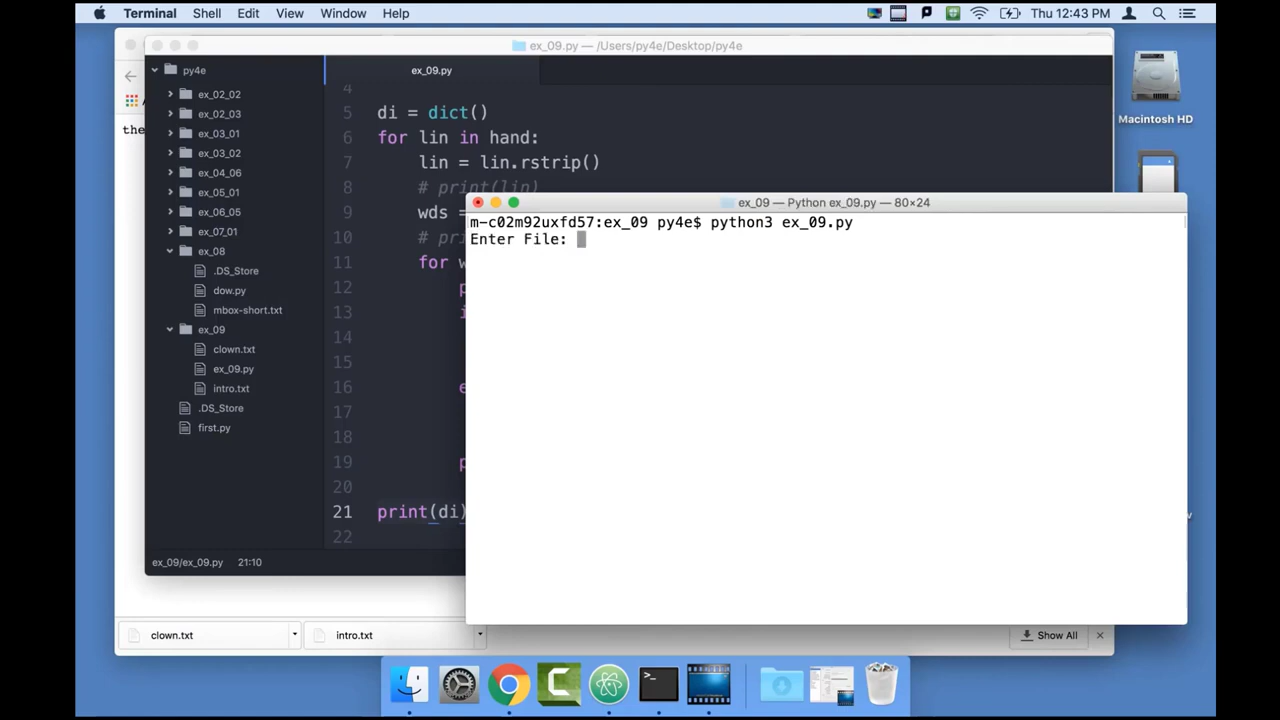 Terminal Shell Edit View Window Help
Thu 12:43 PM
ex_09.py — /Users/py4e/Desktop/py4e
py4e
ex_02_02
ex_02_03
ex_03_01
ex_03_02
ex_04_06
ex_05_01
ex_06_05
ex_07_01
ex_08
.DS_Store
dow.py
mbox-short.txt
ex_09
clown.txt
ex_09.py
intro.txt
.DS_Store
first.py
ex_09/ex_09.py 21:10
ex_09.py
4
5 di = dict()
6 for lin in hand:
7 lin = lin.rstrip()
8 # print(lin)
9 wds =
10 # pri
11 for w
12 p
13 i
14
15
16 e
17
18
19 p
20
21 print(di)
22
the
ex_09 — Python ex_09.py — 80×24
m-c02m92uxfd57:ex_09 py4e$ python3 ex_09.py
Enter File:
Macintosh HD
w
clown.txt
intro.txt
Show All